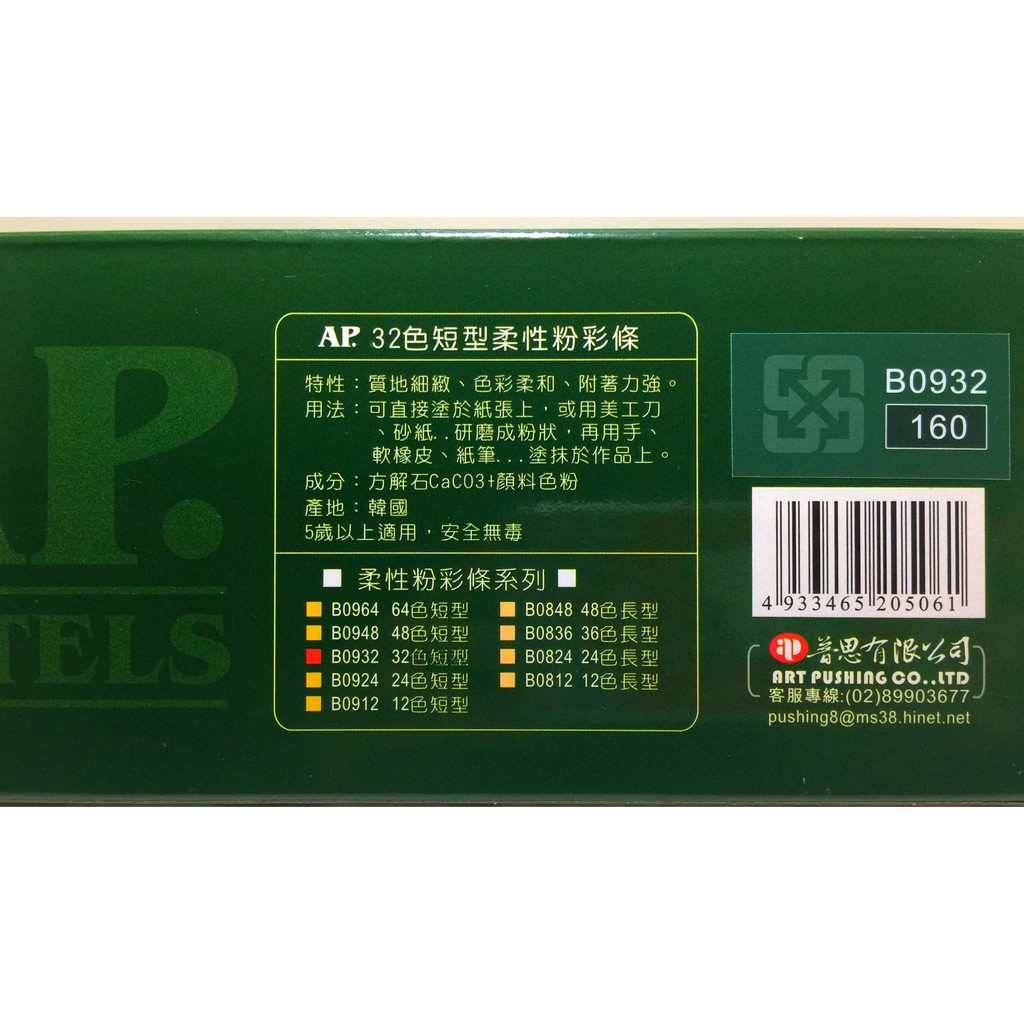 AP.
TELS
AP. 32色短型柔性粉彩條
特性：質地細緻、色彩柔和、附著力強。
用法：可直接塗於紙張上，或用美工刀
、砂紙..研磨成粉狀，再用手、
軟橡皮、紙筆...塗抹於作品上。
成分：方解石CaCO3+顏料色粉
產地：韓國
5歲以上適用，安全無毒
柔性粉彩條系列
B0964 64色短型
B0948 48色短型
B0932 32色短型
B0924 24色短型
B0912 12色短型
B0848 48色長型
B0836 36色長型
B0824 24色長型
B0812 12色長型
B0932
160
4 933465 205061
ap 普思有限公司
ART PUSHING CO.,LTD
客服專線:(02)89903677
pushing8@ms38.hinet.net